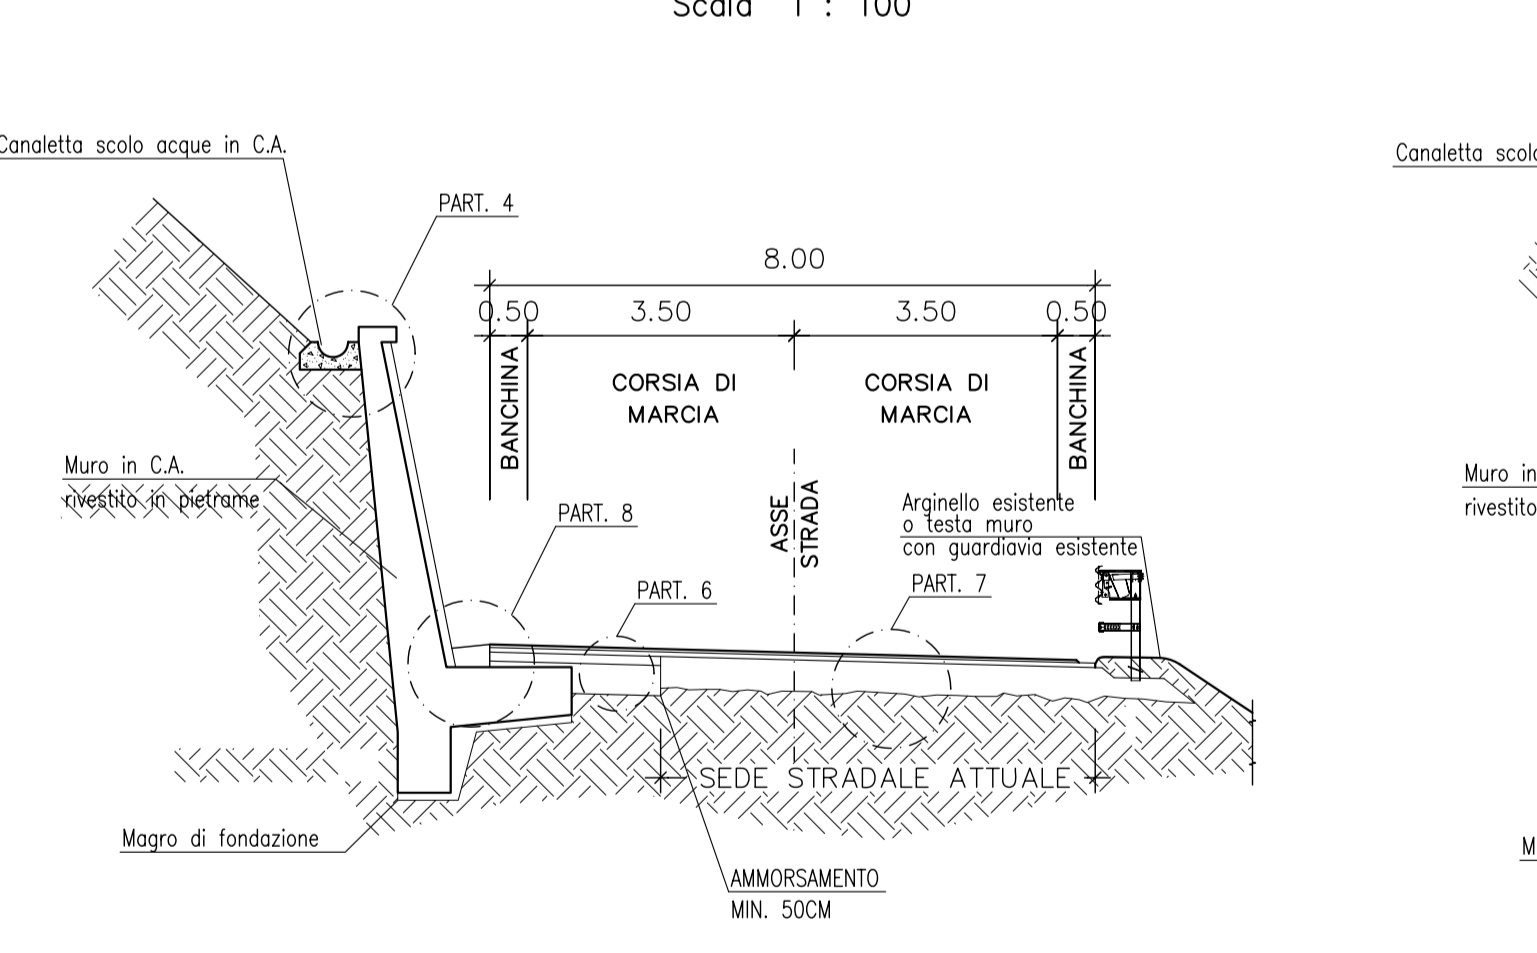 Scala 1 : 100
Canaletta scolo acque in C.A.
PART. 4
8.00
0.50
3.50
3.50
0.50
BANCHINA
CORSIA DI
MARCIA
CORSIA DI
MARCIA
BANCHINA
Muro in C.A.
rivestito in pietrame
PART. 8
ASSE
STRADA
Arginello esistente
o testa muro
con guardiavia esistente
PART. 6
PART. 7
SEDE STRADALE ATTUALE
Magro di fondazione
AMMORSAMENTO
MIN. 50CM
Canaletta scolo
Muro in
rivestito
M